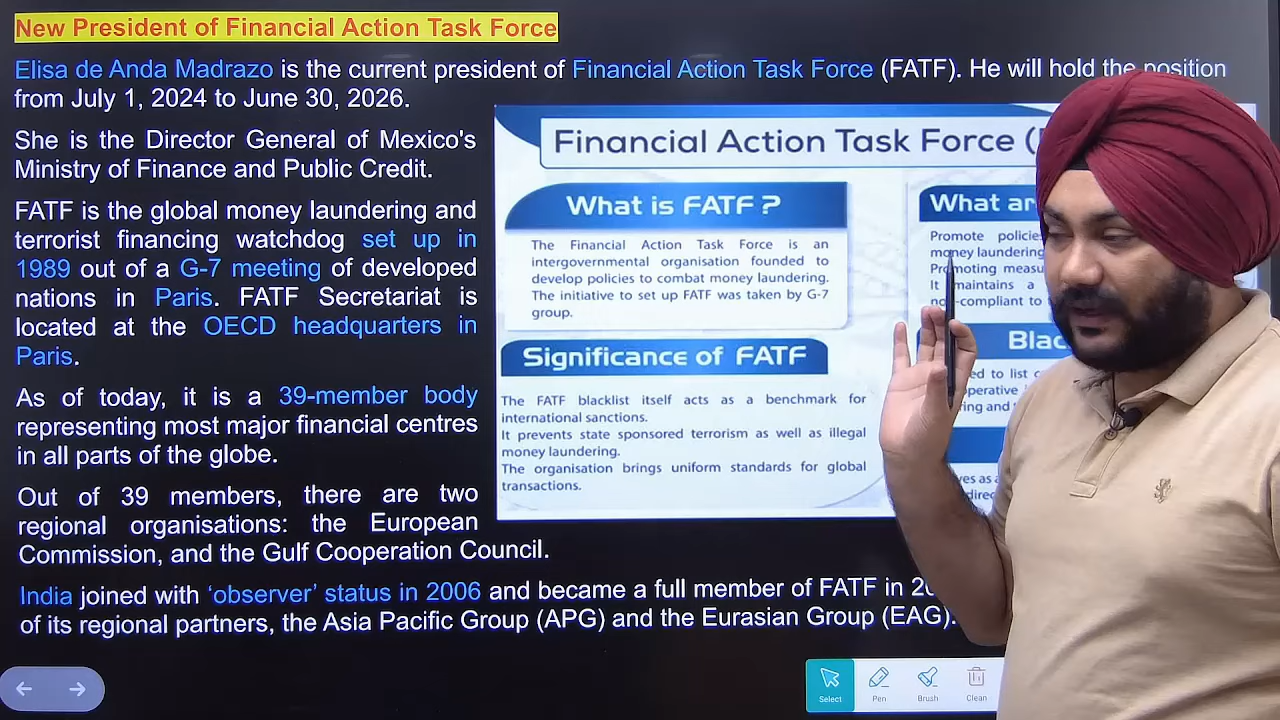 New President of Financial Action Task Force
Elisa de Anda Madrazo is the current president of Financial Action Task Force (FATF). He will hold the position
from July 1, 2024 to June 30, 2026.
She is the Director General of Mexico's
Ministry of Finance and Public Credit.
FATF is the global money laundering and
terrorist financing watchdog set up in
1989 out of a G-7 meeting of developed
nations in Paris. FATF Secretariat is
located at the OECD headquarters in
Paris.
As of today, it is a 39-member body
representing most major financial centres
in all parts of the globe.
Out of 39 members, there are two
regional organisations: the European
Commission, and the Gulf Cooperation Council.
India joined with ‘observer’ status in 2006 and became a full member of FATF in
of its regional partners, the Asia Pacific Group (APG) and the Eurasian Group (EAG).
Financial Action Task Force
What is FATF ?
The Financial Action Task Force is an
intergovernmental organisation founded to
develop policies to combat money laundering.
The initiative to set up FATF was taken by G-7
group.
Significance of FATF
The FATF blacklist itself acts as a benchmark for
international sanctions.
It prevents state sponsored terrorism as well as illegal
money laundering.
The organisation brings uniform standards for global
transactions.
What
Promote
money laundering
Promoting
It maintains a
non-compliant to
to list
and
as
Select
Pen
Brush
Clean